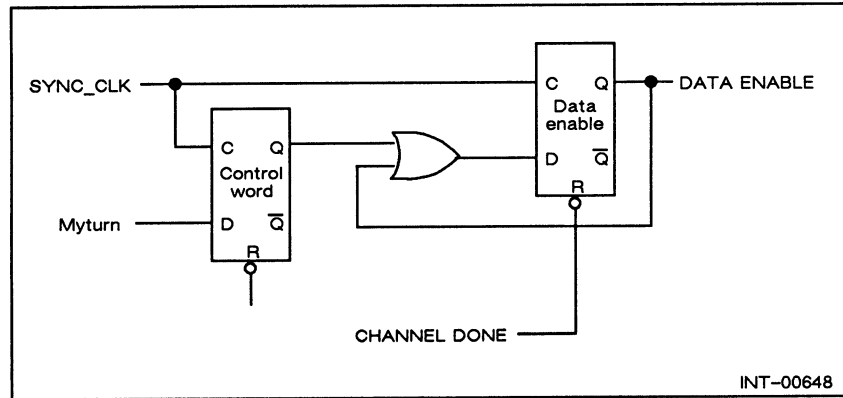 SYNC_CLK
C Q
Data
enable
D Q̅
R
DATA ENABLE
C Q
Control
word
D Q̅
R
Myturn
CHANNEL DONE
INT-00648